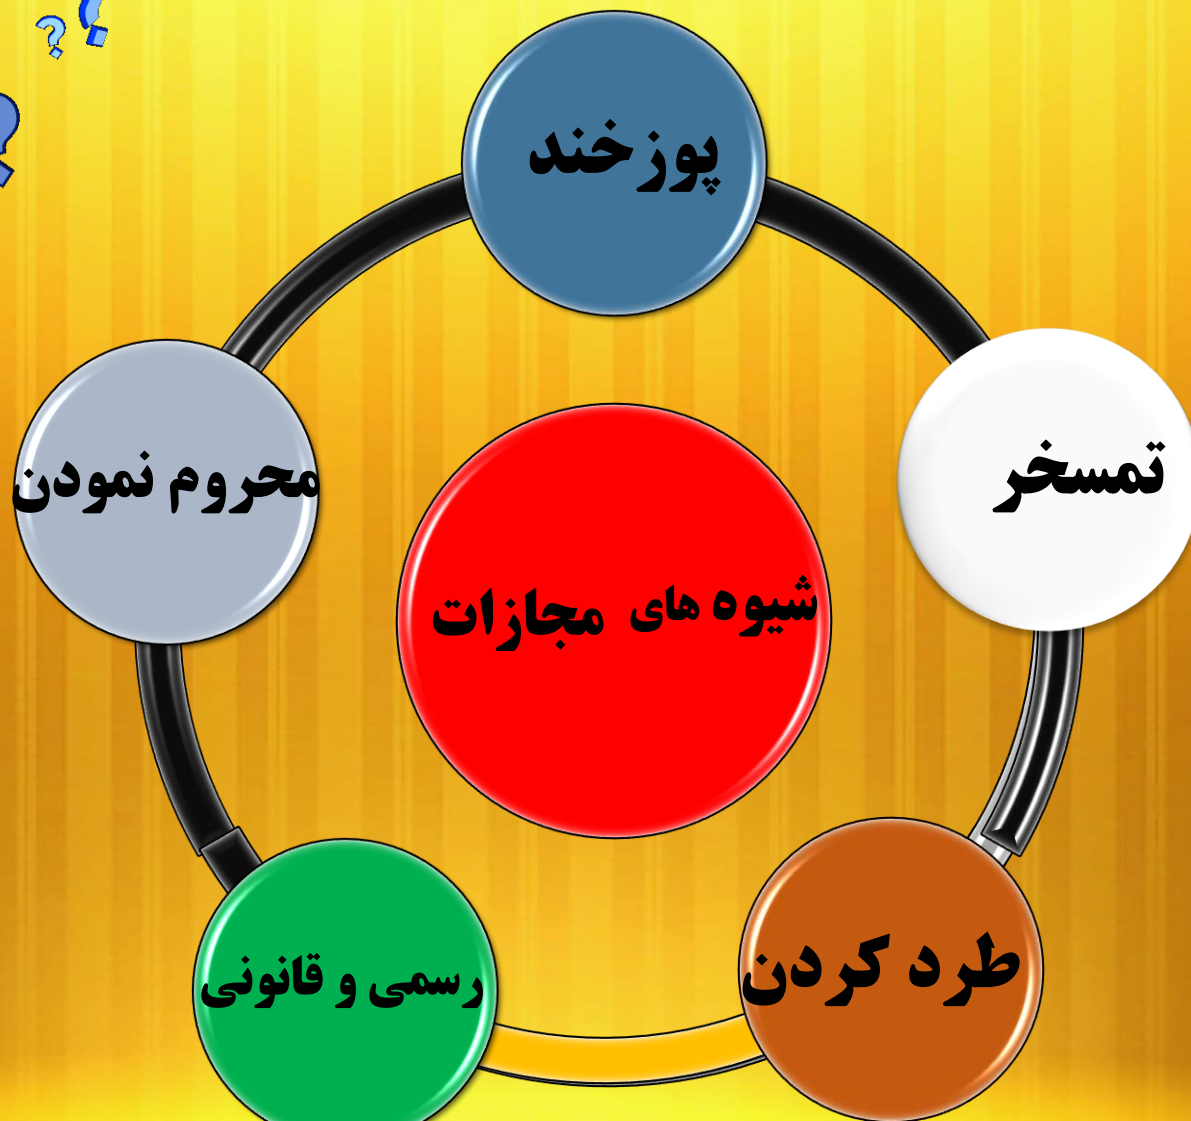 پوزخند
تمسخر
محروم نمودن
شیوه های مجازات
طرد کردن
رسمی و قانونی